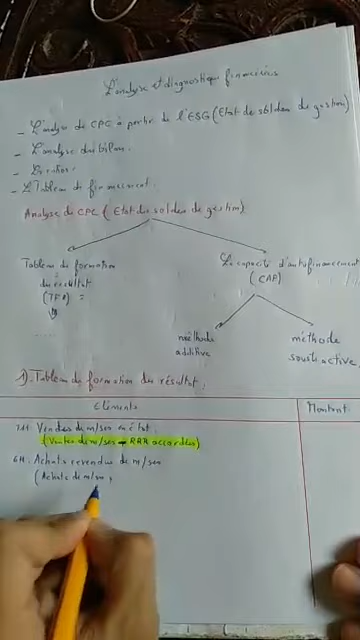 L'analyse et diagnostique financières
- L'analyse de CPC à partir de l'ESG (Etat de soldes de gestion)
- L'analyse du bilan.
- Le ratios.
- L Tableau de financement.
Analyse du CPC (Etat des soldes de gestion)
Tableau de formation du résultat (TFR) =
La capacité d'autofinancement (CAF)
méthode additive
méthode soustractive
1). Tableau de formation du résultat.
Eléments
Montant
711. Ventes de m/ses en état.
(Ventes de m/ses - RRR accordées)
611. Achats revendus de m/ses
(Achats de m/ses